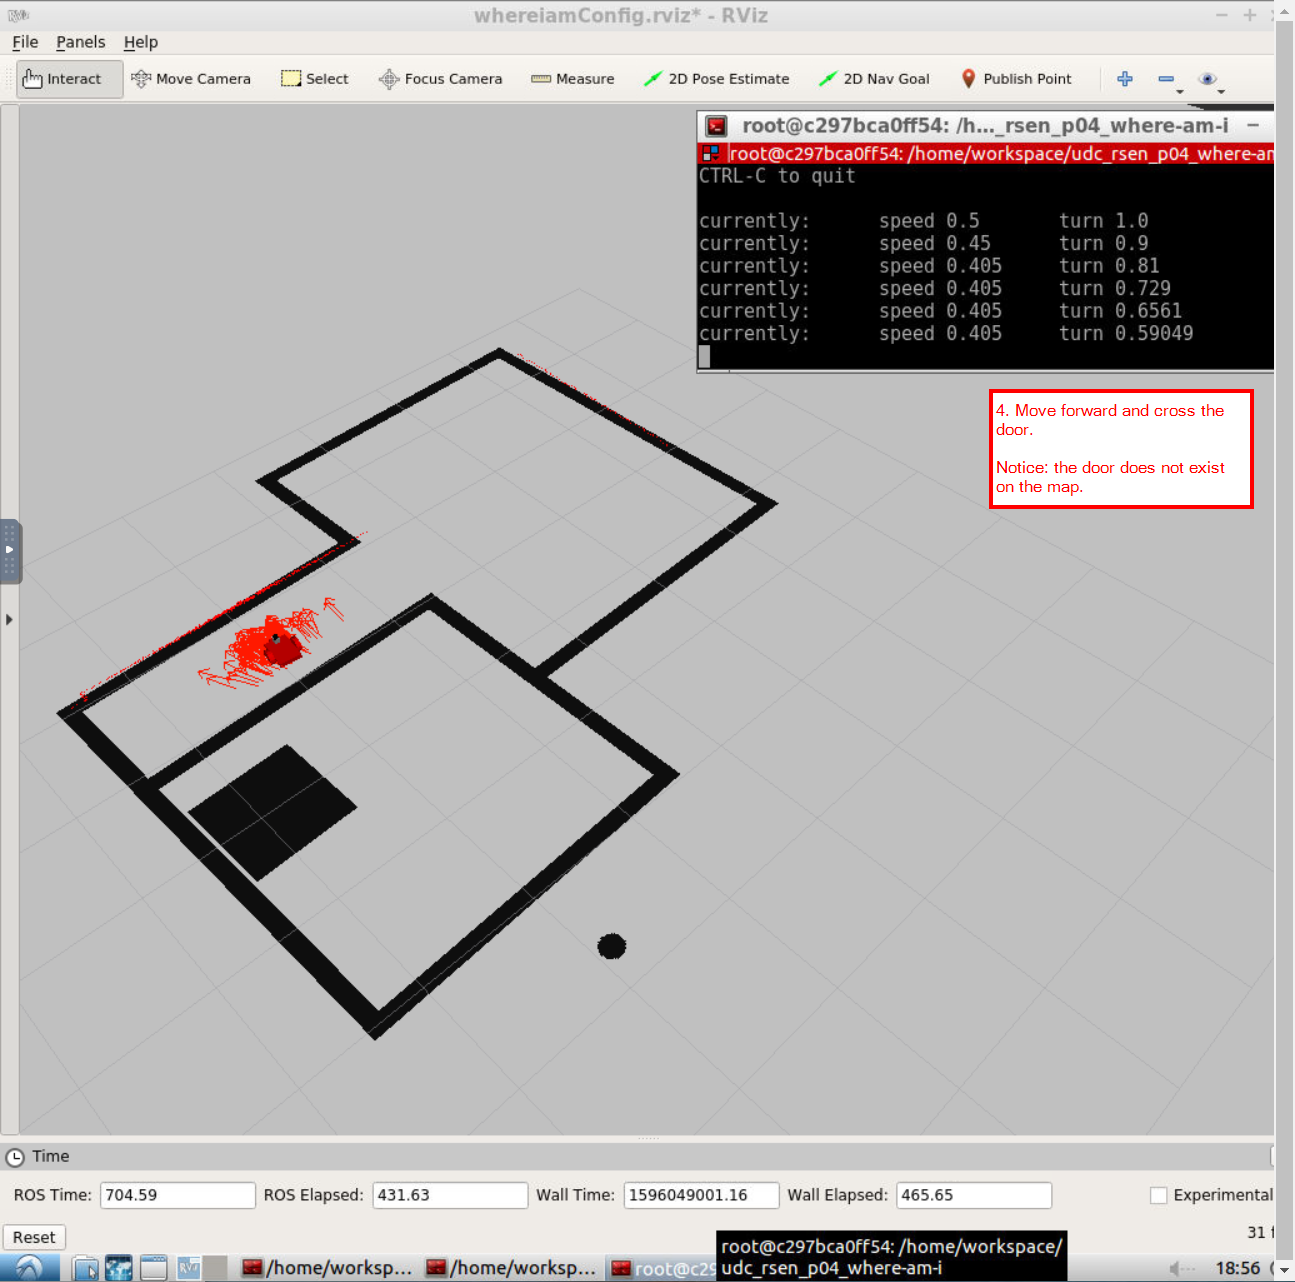 whereiamConfig.rviz* - RViz
File Panels Help
Interact Move Camera Select Focus Camera Measure 2D Pose Estimate 2D Nav Goal Publish Point
root@c297bca0ff54: /h..._rsen_p04_where-am-i
root@c297bca0ff54: /home/workspace/udc_rsen_p04_where-am
CTRL-C to quit
currently: speed 0.5 turn 1.0
currently: speed 0.45 turn 0.9
currently: speed 0.405 turn 0.81
currently: speed 0.405 turn 0.729
currently: speed 0.405 turn 0.6561
currently: speed 0.405 turn 0.59049
4. Move forward and cross the
door.
Notice: the door does not exist
on the map.
Time
ROS Time: 704.59 ROS Elapsed: 431.63 Wall Time: 1596049001.16 Wall Elapsed: 465.65 Experimental
Reset 31 f
root@c297bca0ff54: /home/workspace/
udc_rsen_p04_where-am-i
/home/worksp... /home/worksp... root@c29 18:56